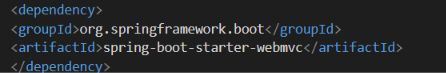 <dependency>
<groupId>org.springframework.boot</groupId>
<artifactId>spring-boot-starter-webmvc</artifactId>
</dependency>